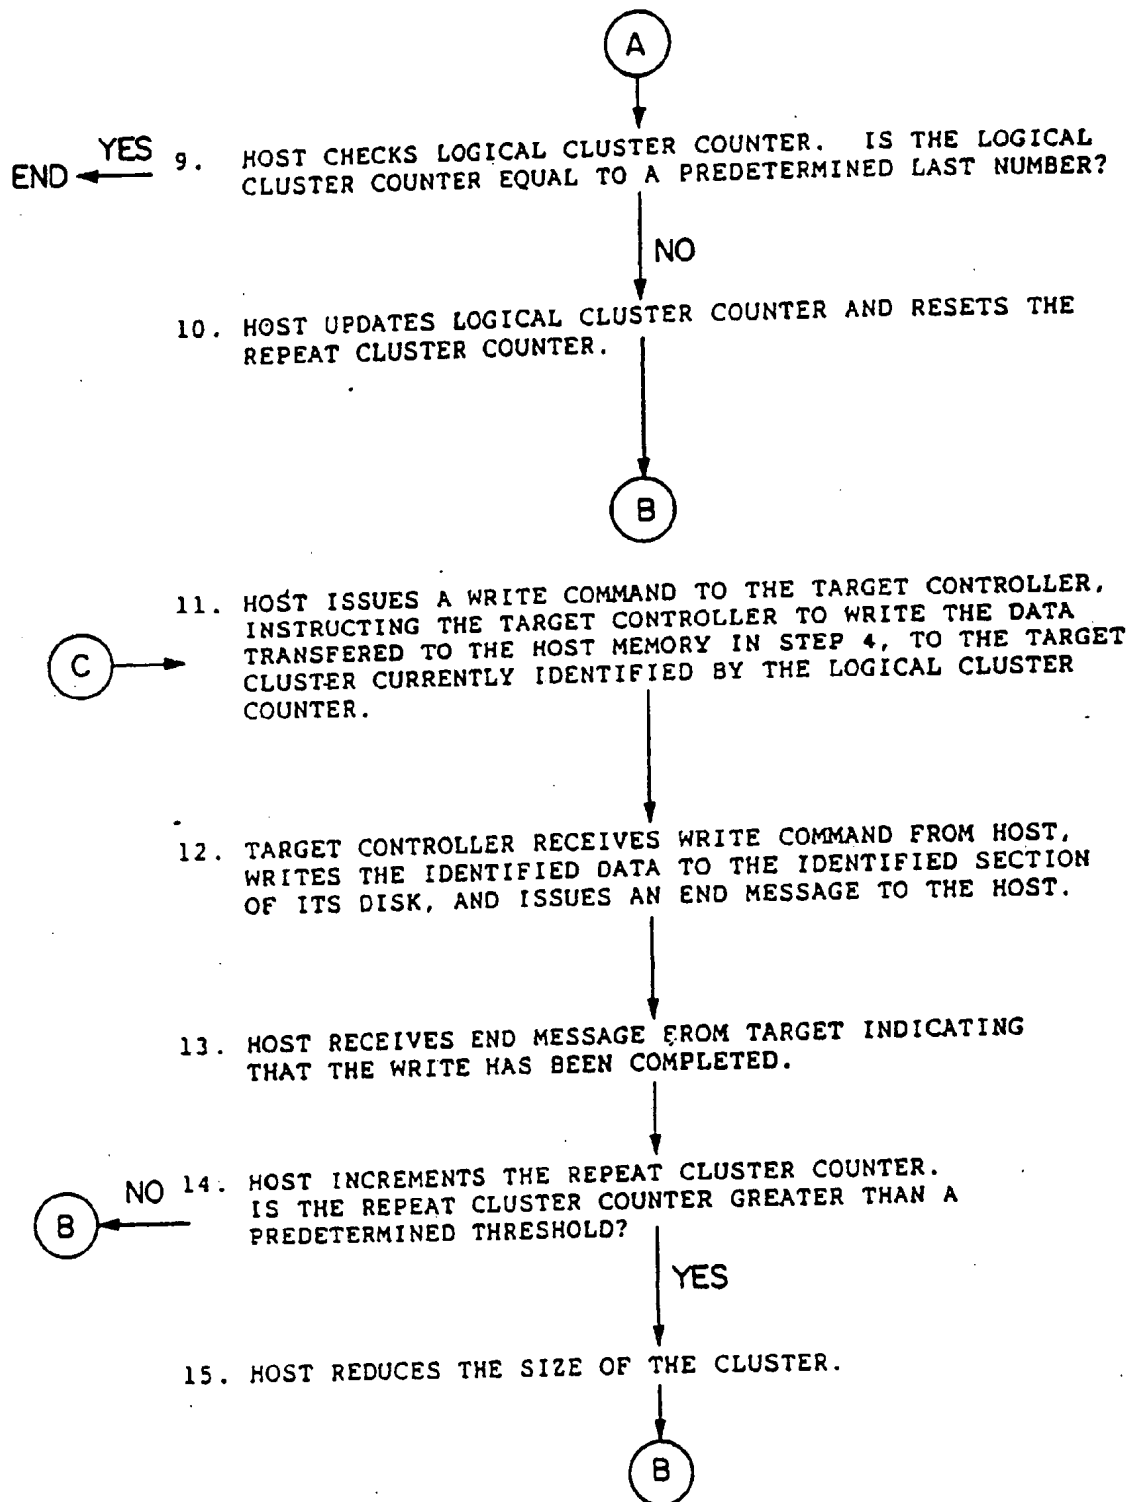 A
YES
END
9. HOST CHECKS LOGICAL CLUSTER COUNTER. IS THE LOGICAL
CLUSTER COUNTER EQUAL TO A PREDETERMINED LAST NUMBER?
NO
10. HOST UPDATES LOGICAL CLUSTER COUNTER AND RESETS THE
REPEAT CLUSTER COUNTER.
B
11. HOST ISSUES A WRITE COMMAND TO THE TARGET CONTROLLER,
INSTRUCTING THE TARGET CONTROLLER TO WRITE THE DATA
TRANSFERED TO THE HOST MEMORY IN STEP 4, TO THE TARGET
CLUSTER CURRENTLY IDENTIFIED BY THE LOGICAL CLUSTER
COUNTER.
C
12. TARGET CONTROLLER RECEIVES WRITE COMMAND FROM HOST,
WRITES THE IDENTIFIED DATA TO THE IDENTIFIED SECTION
OF ITS DISK, AND ISSUES AN END MESSAGE TO THE HOST.
13. HOST RECEIVES END MESSAGE FROM TARGET INDICATING
THAT THE WRITE HAS BEEN COMPLETED.
NO
B
14. HOST INCREMENTS THE REPEAT CLUSTER COUNTER.
IS THE REPEAT CLUSTER COUNTER GREATER THAN A
PREDETERMINED THRESHOLD?
YES
15. HOST REDUCES THE SIZE OF THE CLUSTER.
B